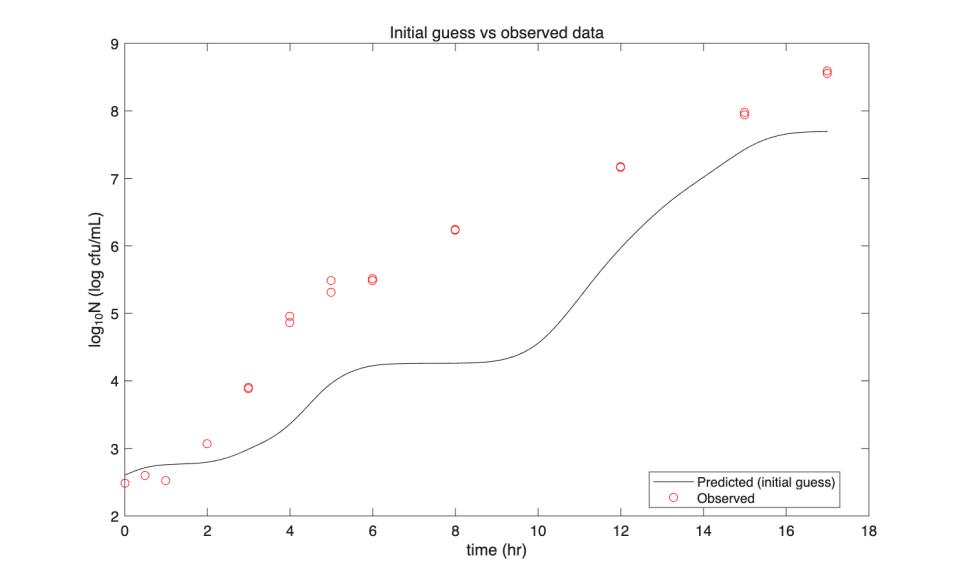 Initial guess vs observed data
9
8
7
6
5
4
3
2
log₁₀N (log cfu/mL)
0 2 4 6 8 10 12 14 16 18
time (hr)
Predicted (initial guess)
Observed